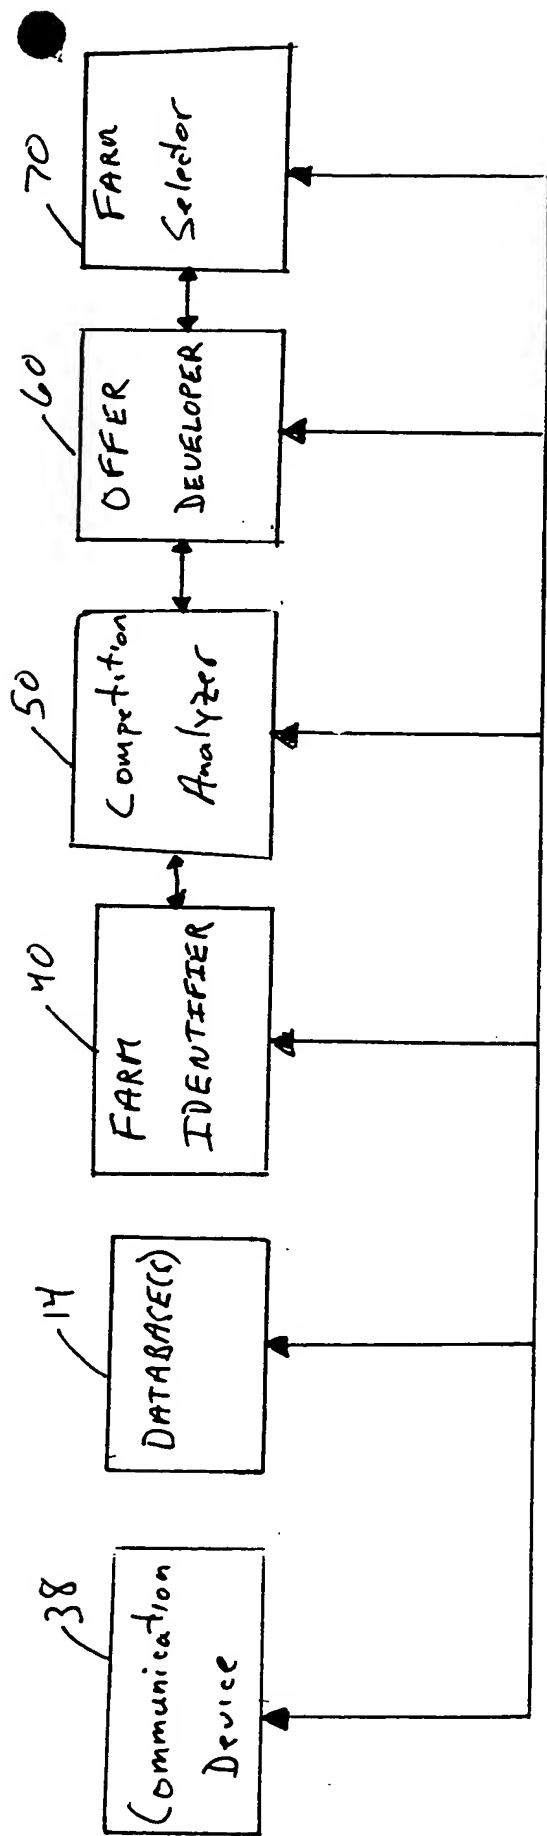 38
Communication
Device
14
DATABASE(S)
40
FARM
IDENTIFIER
50
Competition
Analyzer
60
OFFER
DEVELOPER
70
FARM
Selector